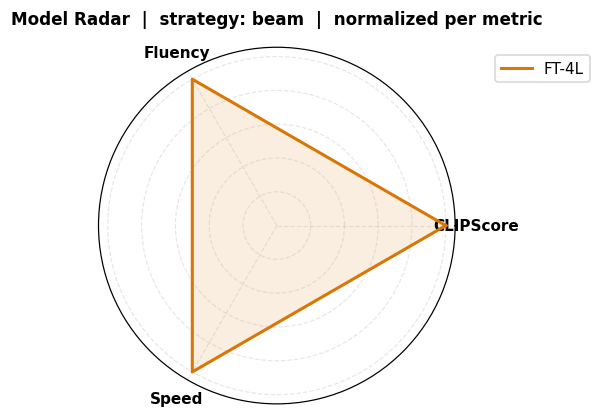 Model Radar | strategy: beam | normalized per metric
Fluency
FT-4L
CLIPScore
Speed